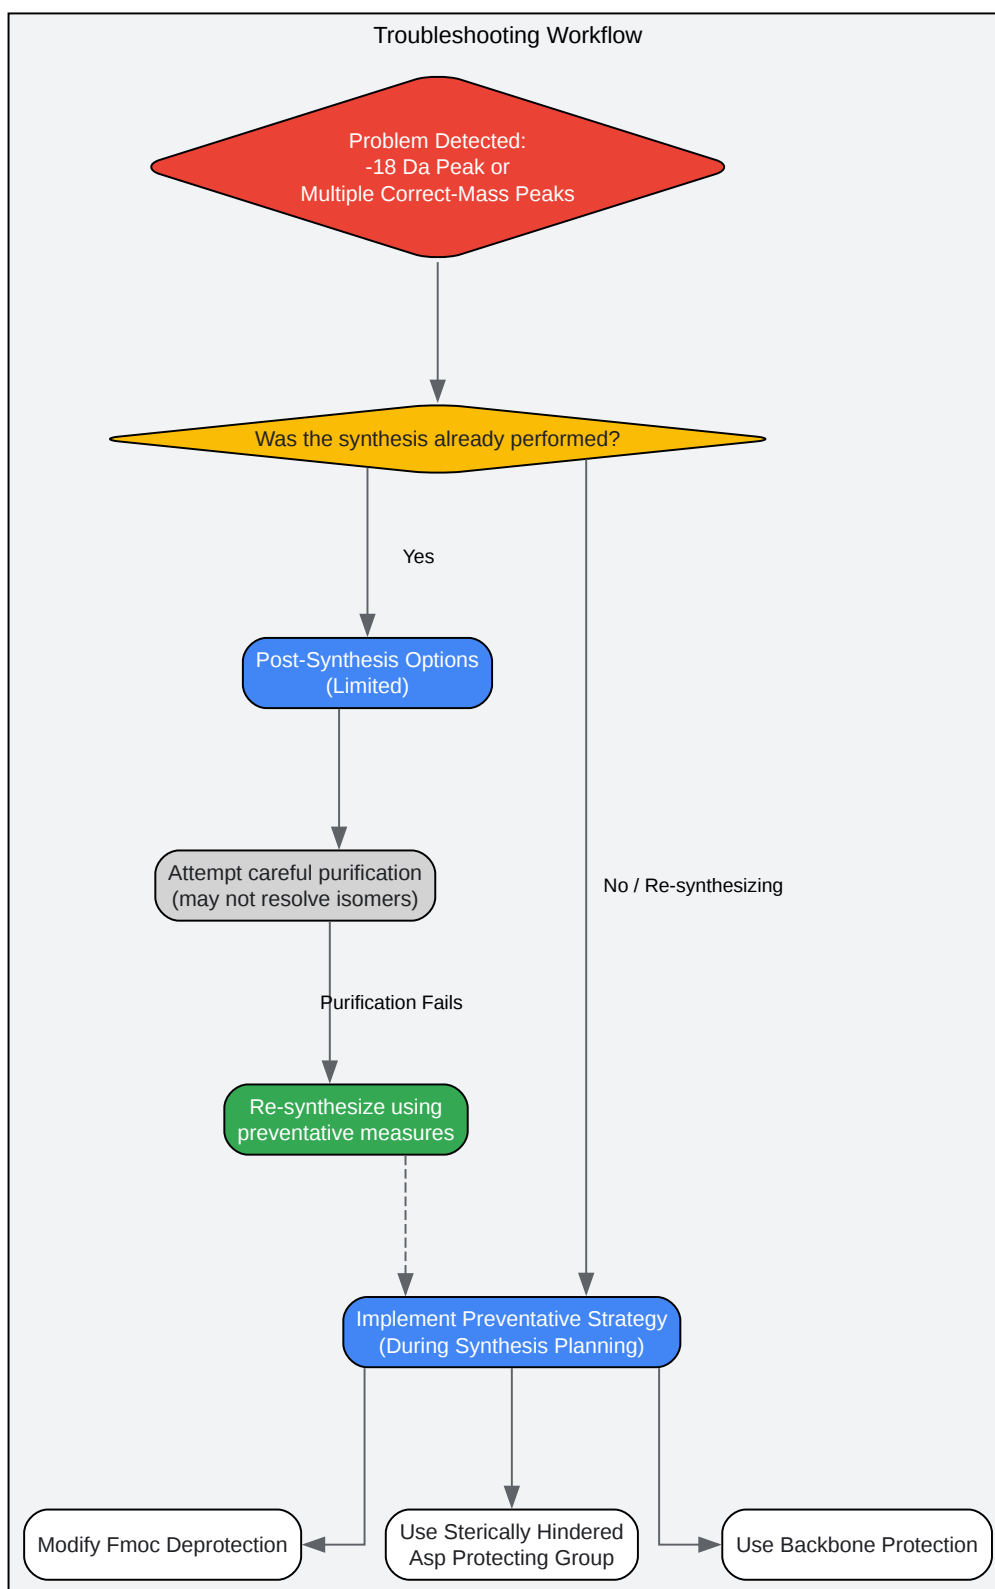 Troubleshooting Workflow
Problem Detected:
-18 Da Peak or
Multiple Correct-Mass Peaks
Was the synthesis already performed?
Yes
Post-Synthesis Options
(Limited)
Attempt careful purification
(may not resolve isomers)
No / Re-synthesizing
Purification Fails
Re-synthesize using
preventative measures
Implement Preventative Strategy
(During Synthesis Planning)
Modify Fmoc Deprotection
Use Sterically Hindered
Asp Protecting Group
Use Backbone Protection